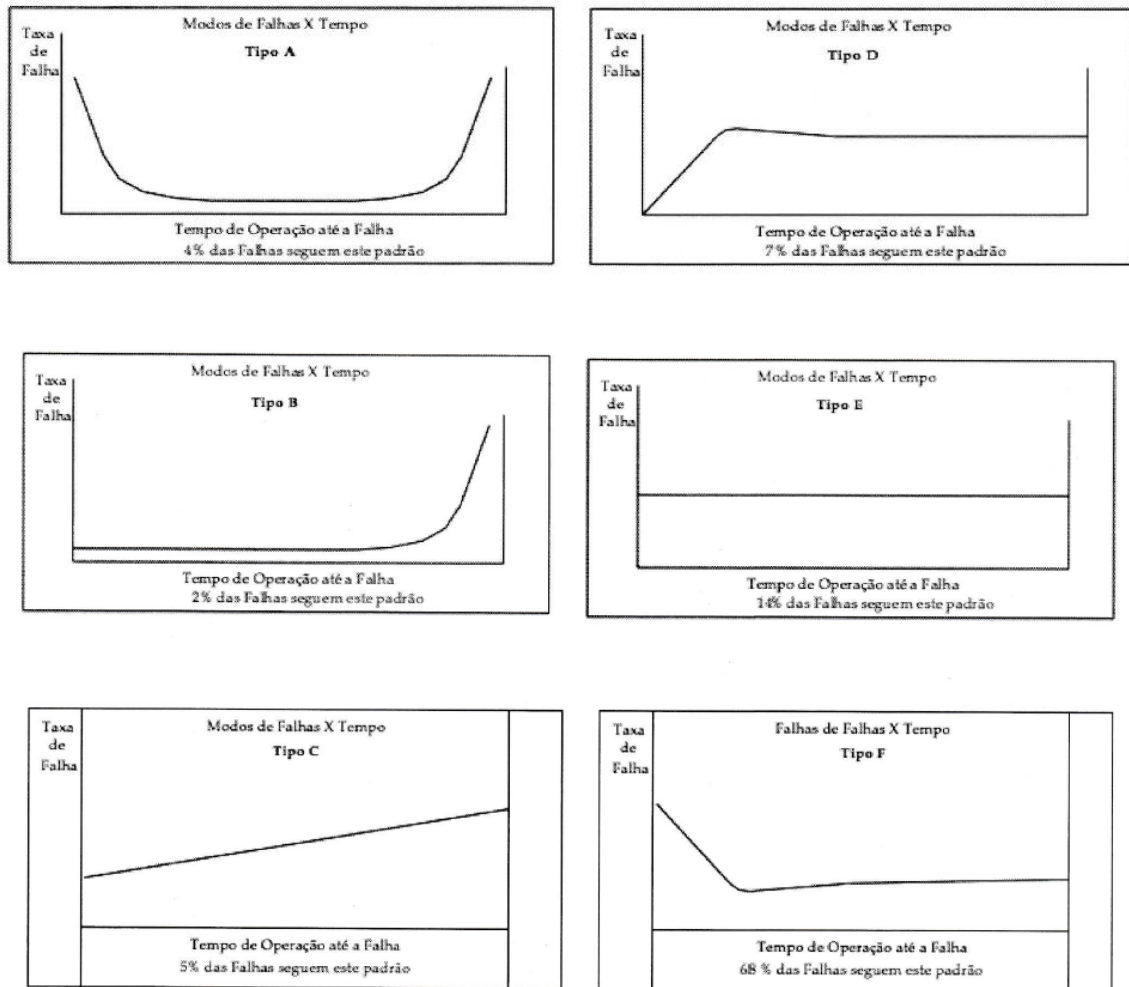 Modos de Falhas X Tempo
Tipo A
Taxa
de
Falha
Tempo de Operação até a Falha
4% das Falhas seguem este padrão
Modos de Falhas X Tempo
Tipo D
Taxa
de
Falha
Tempo de Operação até a Falha
7% das Falhas seguem este padrão
Modos de Falhas X Tempo
Tipo B
Taxa
de
Falha
Tempo de Operação até a Falha
2% das Falhas seguem este padrão
Modos de Falhas X Tempo
Tipo E
Taxa
de
Falha
Tempo de Operação até a Falha
14% das Falhas seguem este padrão
Modos de Falhas X Tempo
Tipo C
Taxa
de
Falha
Tempo de Operação até a Falha
5% das Falhas seguem este padrão
Falhas de Falhas X Tempo
Tipo F
Taxa
de
Falha
Tempo de Operação até a Falha
68 % das Falhas seguem este padrão